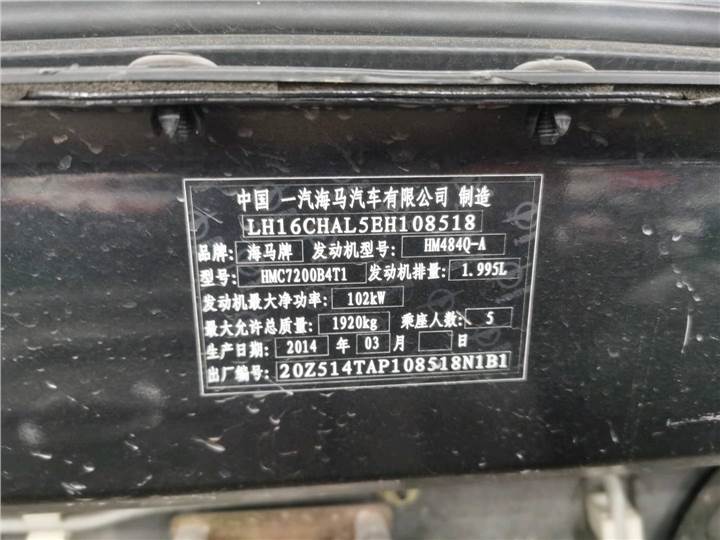 中国 一汽海马汽车有限公司 制造
LH16CHAL5EH108518
品牌: 海马牌 发动机型号: HM484Q-A
型号: HMC7200B4T1 发动机排量: 1.995L
发动机最大净功率: 102kW
最大允许总质量: 1920kg 乘座人数: 5
生产日期: 2014 年 03 月 日
出厂编号: 20Z514TAP108518N1B1